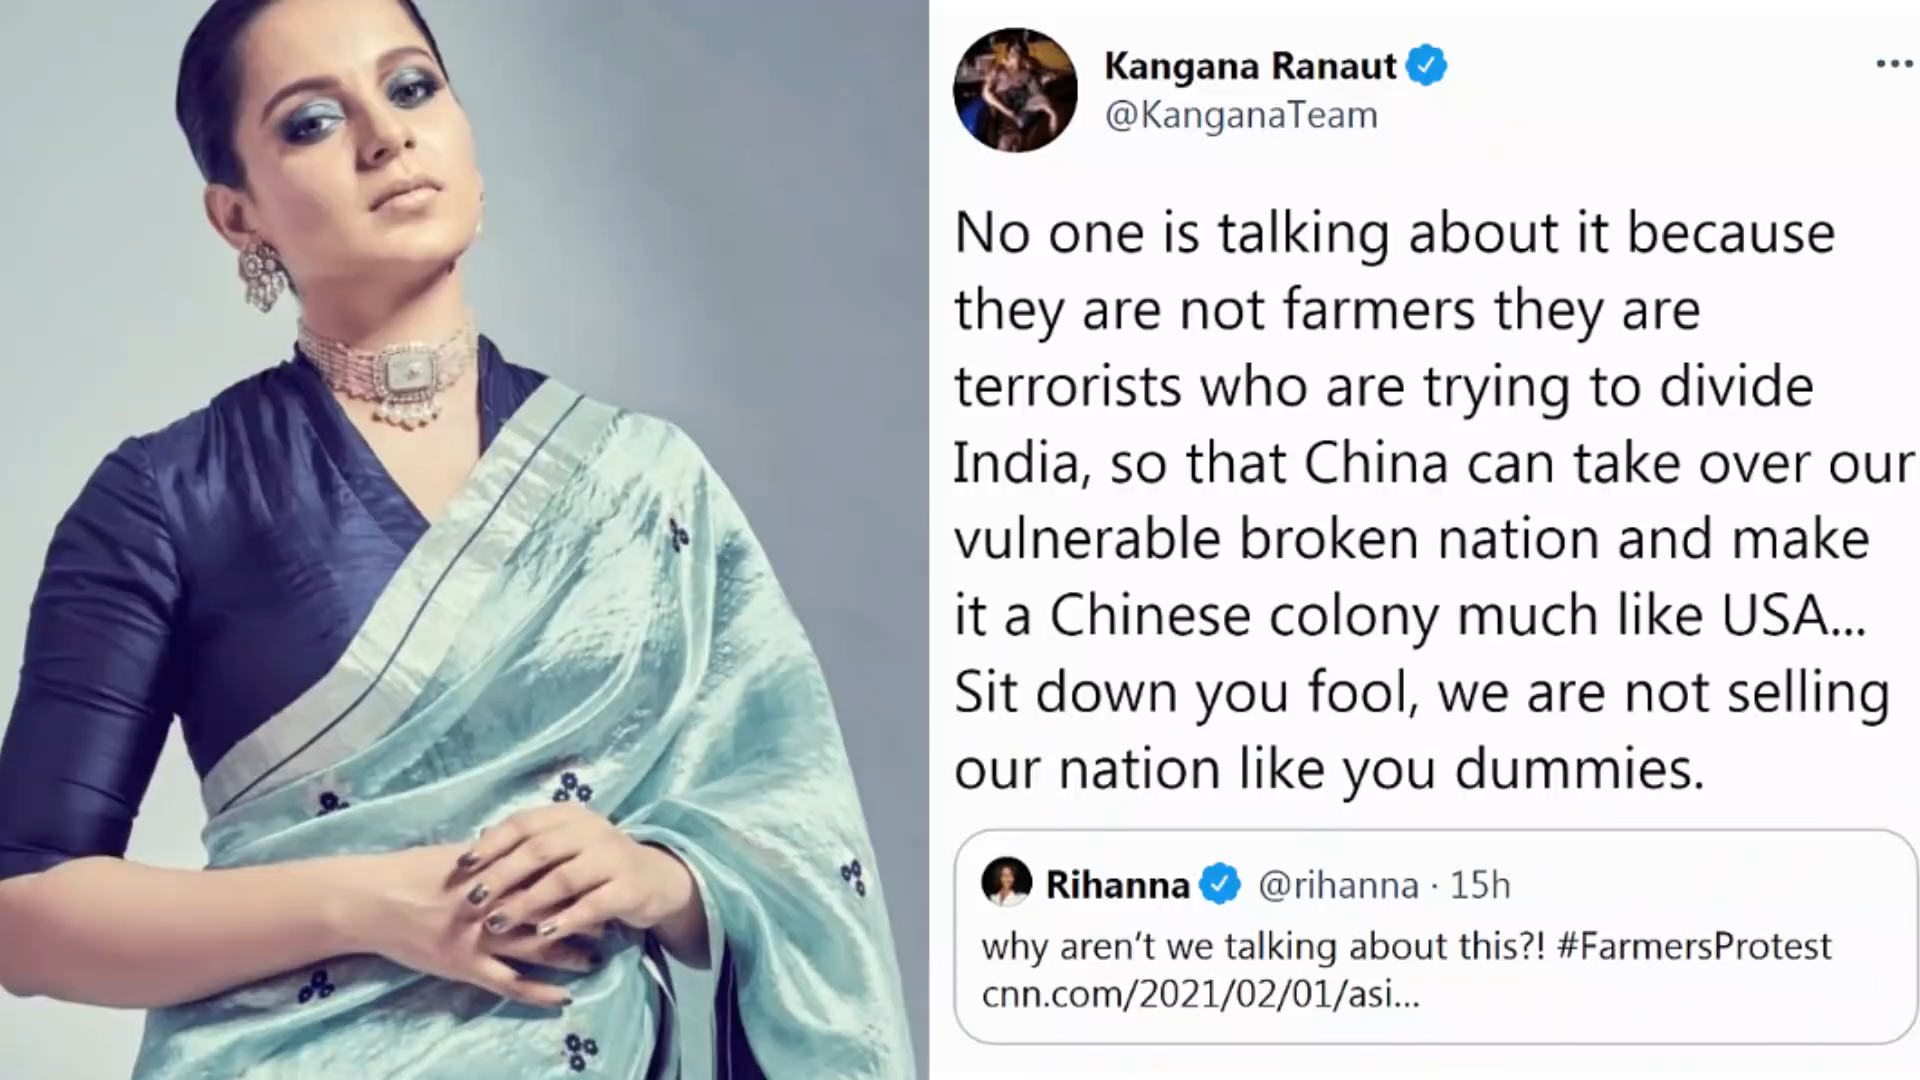 Kangana Ranaut
@KanganaTeam
No one is talking about it because
they are not farmers they are
terrorists who are trying to divide
India, so that China can take over our
vulnerable broken nation and make
it a Chinese colony much like USA...
Sit down you fool, we are not selling
our nation like you dummies.
Rihanna @rihanna · 15h
why aren't we talking about this?! #FarmersProtest
cnn.com/2021/02/01/asi...